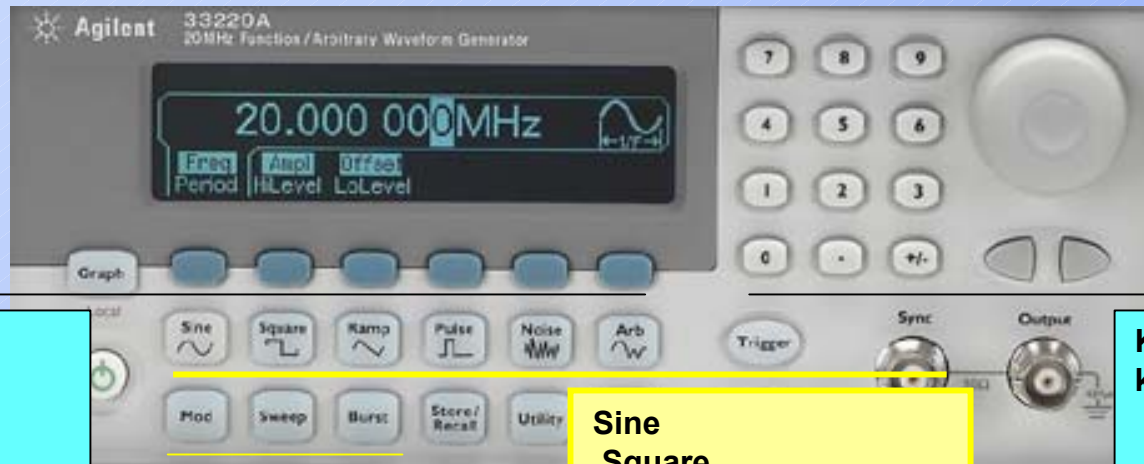 Agilent 33220A
20MHz Function / Arbitrary Waveform Generator
20.000 000MHz
←1/F→
Freq Ampl Offset
Period HiLevel LoLevel
7 8 9
4 5 6
1 2 3
0 . +/-
Graph
Local
Sine Square Ramp Pulse Noise Arb
Trigger
Sync Output
Mod Sweep Burst Store/
Recall Utility
Sine
Square